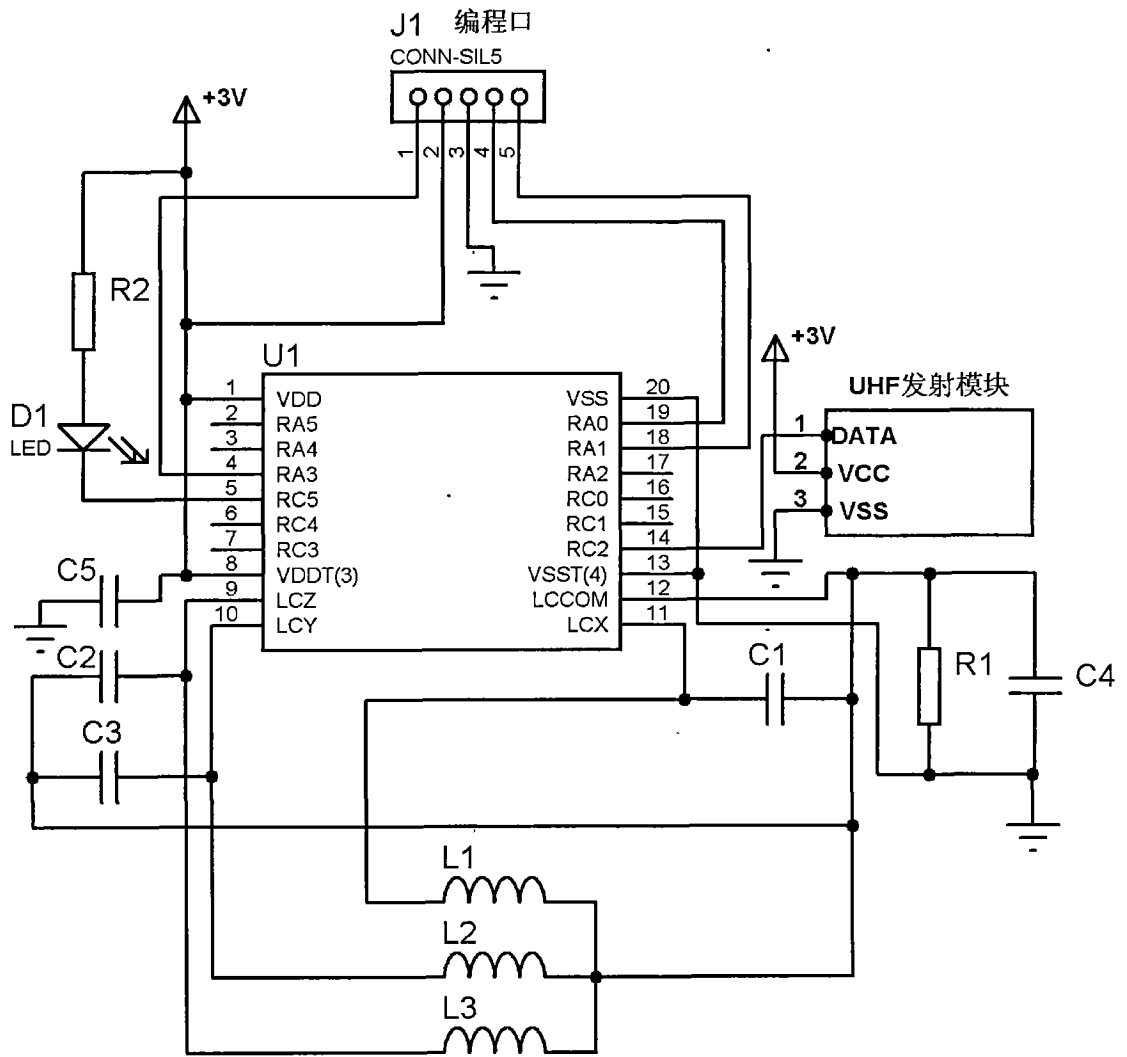 J1 编程口
CONN-SIL5
+3V
1 2 3 4 5
R2
+3V
U1
UHF发射模块
D1
LED
1 VDD
2 RA5
3 RA4
4 RA3
5 RC5
6 RC4
7 RC3
8 VDDT(3)
9 LCZ
10 LCY
VSS 20
RA0 19
RA1 18
RA2 17
RC0 16
RC1 15
RC2 14
VSST(4) 13
LCCOM 12
LCX 11
1 DATA
2 VCC
3 VSS
C5
C2
C3
C1
R1
C4
L1
L2
L3